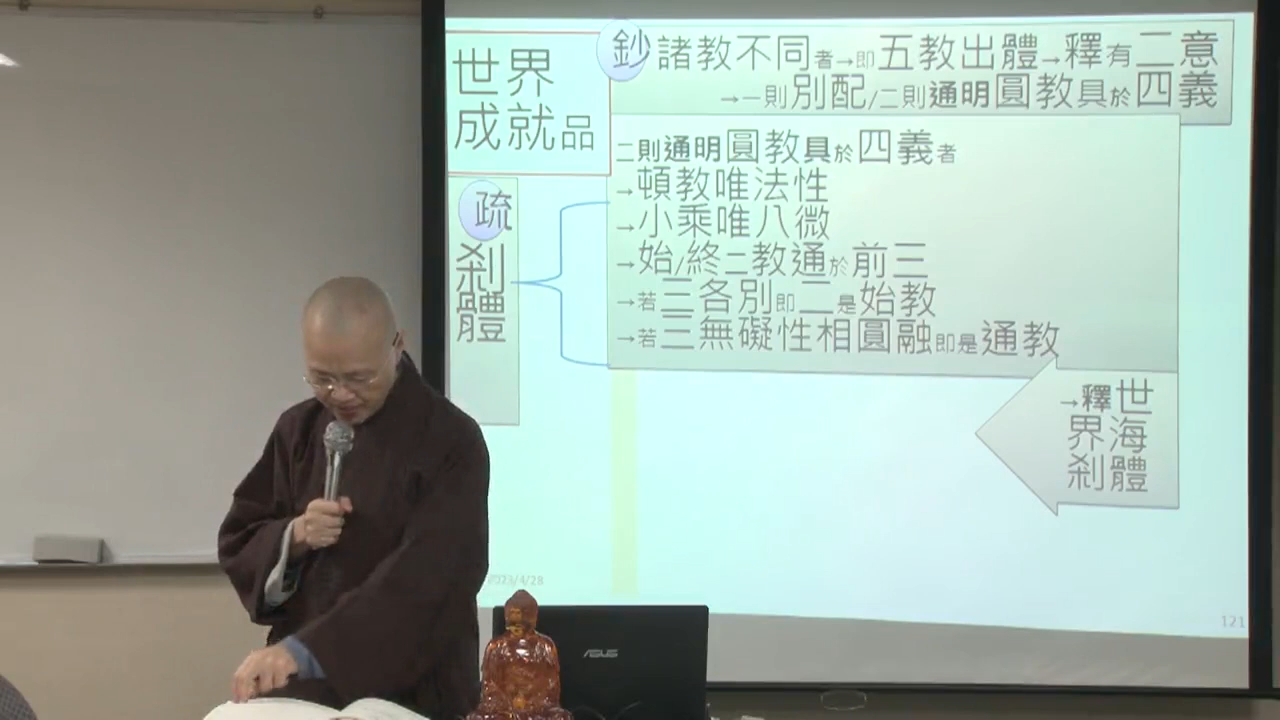 世界
成就品
鈔 諸教不同者→即五教出體→釋有二意
→一則別配/二則通明圓教具於四義
疏
剎
體
二則通明圓教具於四義者
→頓教唯法性
→小乘唯八微
→始/終二教通於前三
→若三各別即二是始教
→若三無礙性相圓融即是通教
→釋世
界海
剎體
2023/4/28
121
ASUS